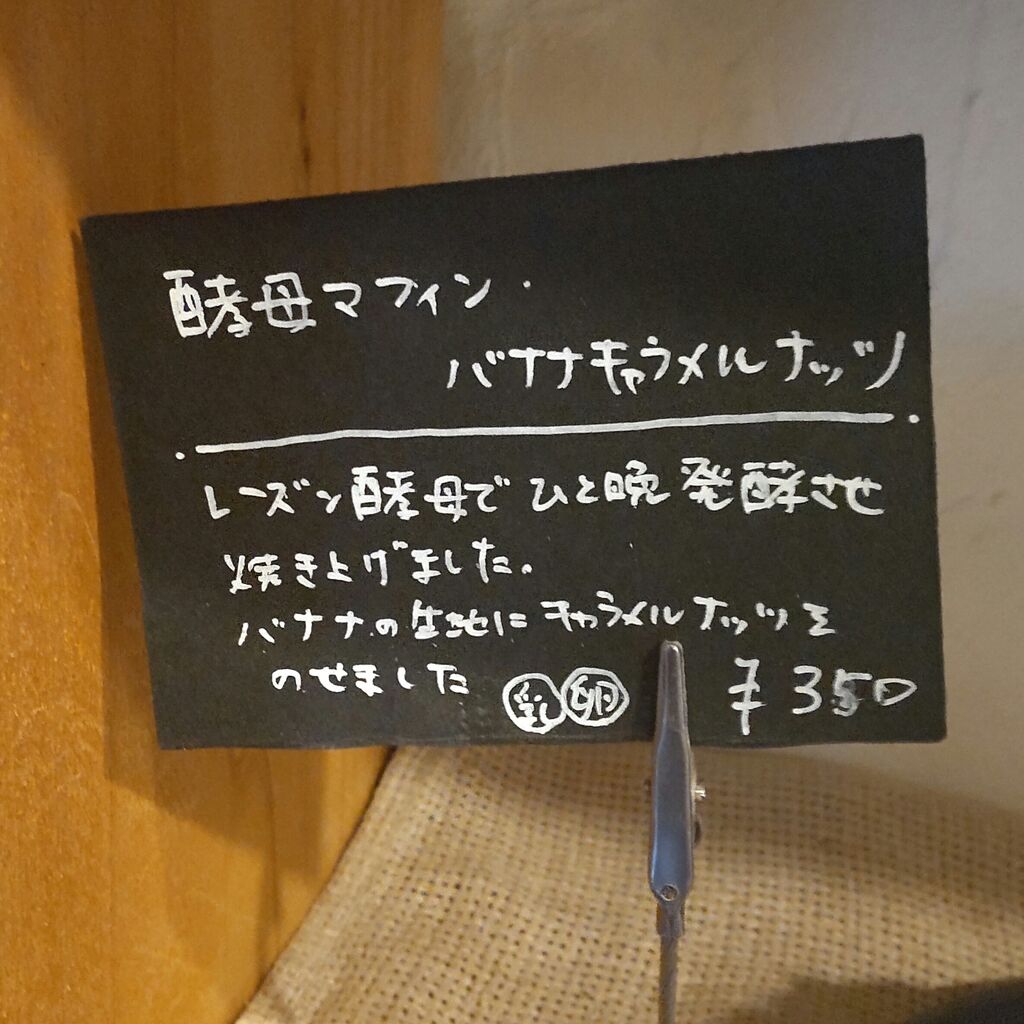 酵母マフィン・
バナナキャラメルナッツ
レーズン酵母でひと晩発酵させ
焼き上げました。
バナナの生地にキャラメルナッツを
のせました
乳 卵 ¥350